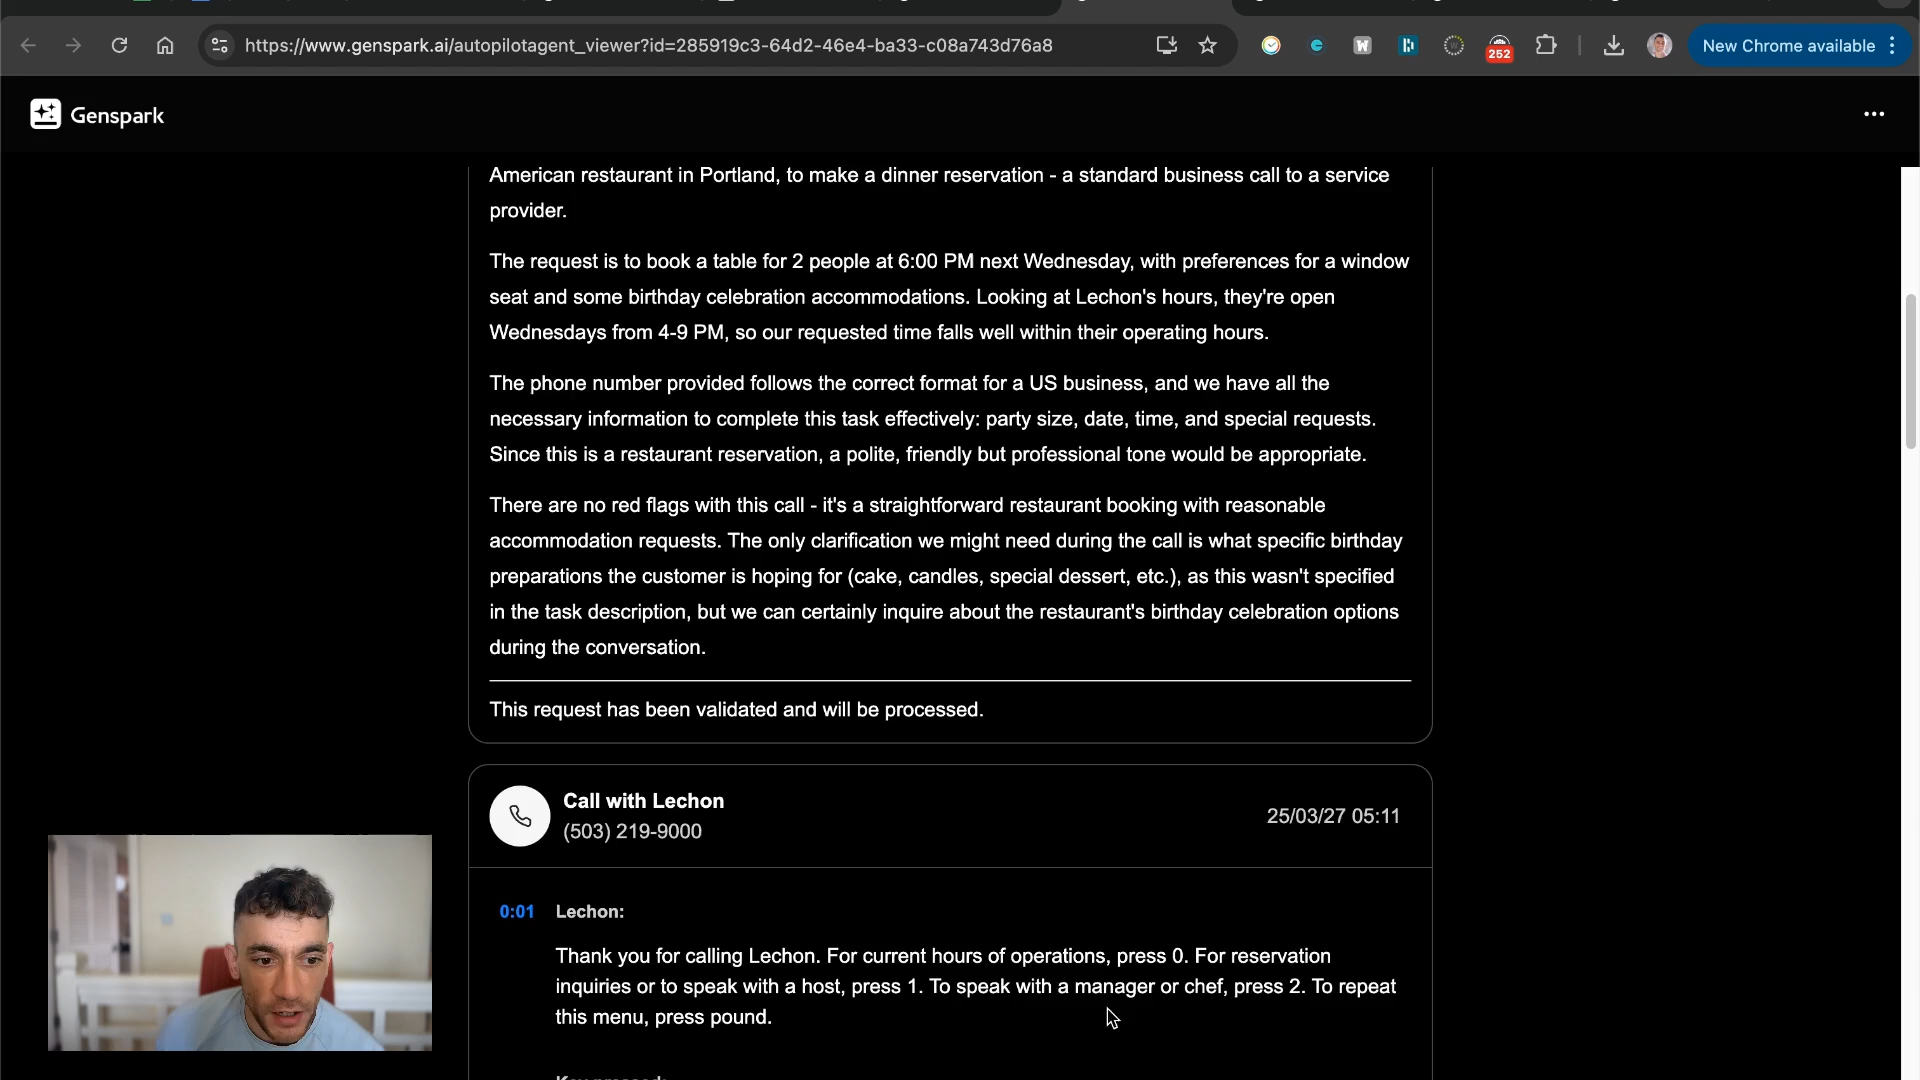 https://www.genspark.ai/autopilotagent_viewer?id=285919c3-64d2-46e4-ba33-c08a743d76a8
252
New Chrome available
Genspark
American restaurant in Portland, to make a dinner reservation - a standard business call to a service
provider.
The request is to book a table for 2 people at 6:00 PM next Wednesday, with preferences for a window
seat and some birthday celebration accommodations. Looking at Lechon's hours, they're open
Wednesdays from 4-9 PM, so our requested time falls well within their operating hours.
The phone number provided follows the correct format for a US business, and we have all the
necessary information to complete this task effectively: party size, date, time, and special requests.
Since this is a restaurant reservation, a polite, friendly but professional tone would be appropriate.
There are no red flags with this call - it's a straightforward restaurant booking with reasonable
accommodation requests. The only clarification we might need during the call is what specific birthday
preparations the customer is hoping for (cake, candles, special dessert, etc.), as this wasn't specified
in the task description, but we can certainly inquire about the restaurant's birthday celebration options
during the conversation.
This request has been validated and will be processed.
Call with Lechon
(503) 219-9000
25/03/27 05:11
0:01 Lechon:
Thank you for calling Lechon. For current hours of operations, press 0. For reservation
inquiries or to speak with a host, press 1. To speak with a manager or chef, press 2. To repeat
this menu, press pound.